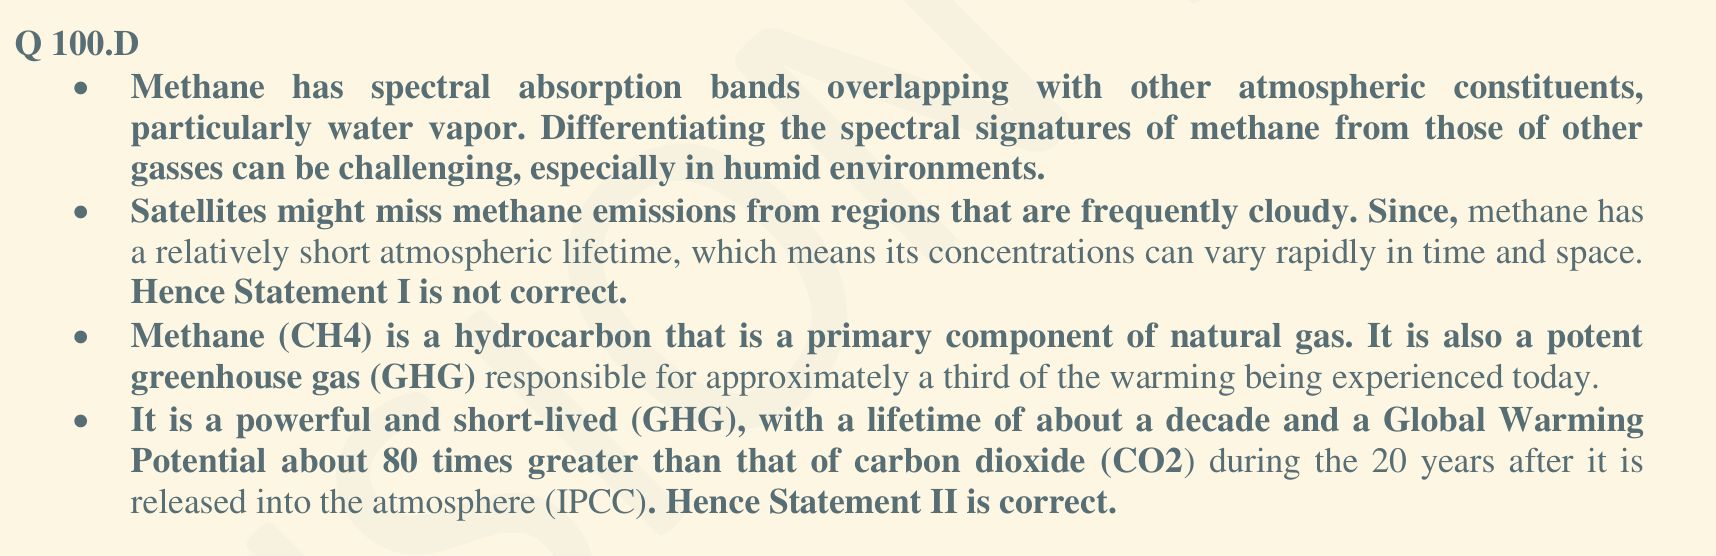 Q 100.D
• Methane has spectral absorption bands overlapping with other atmospheric constituents,
particularly water vapor. Differentiating the spectral signatures of methane from those of other
gasses can be challenging, especially in humid environments.
• Satellites might miss methane emissions from regions that are frequently cloudy. Since, methane has
a relatively short atmospheric lifetime, which means its concentrations can vary rapidly in time and space.
Hence Statement I is not correct.
• Methane (CH4) is a hydrocarbon that is a primary component of natural gas. It is also a potent
greenhouse gas (GHG) responsible for approximately a third of the warming being experienced today.
• It is a powerful and short-lived (GHG), with a lifetime of about a decade and a Global Warming
Potential about 80 times greater than that of carbon dioxide (CO2) during the 20 years after it is
released into the atmosphere (IPCC). Hence Statement II is correct.